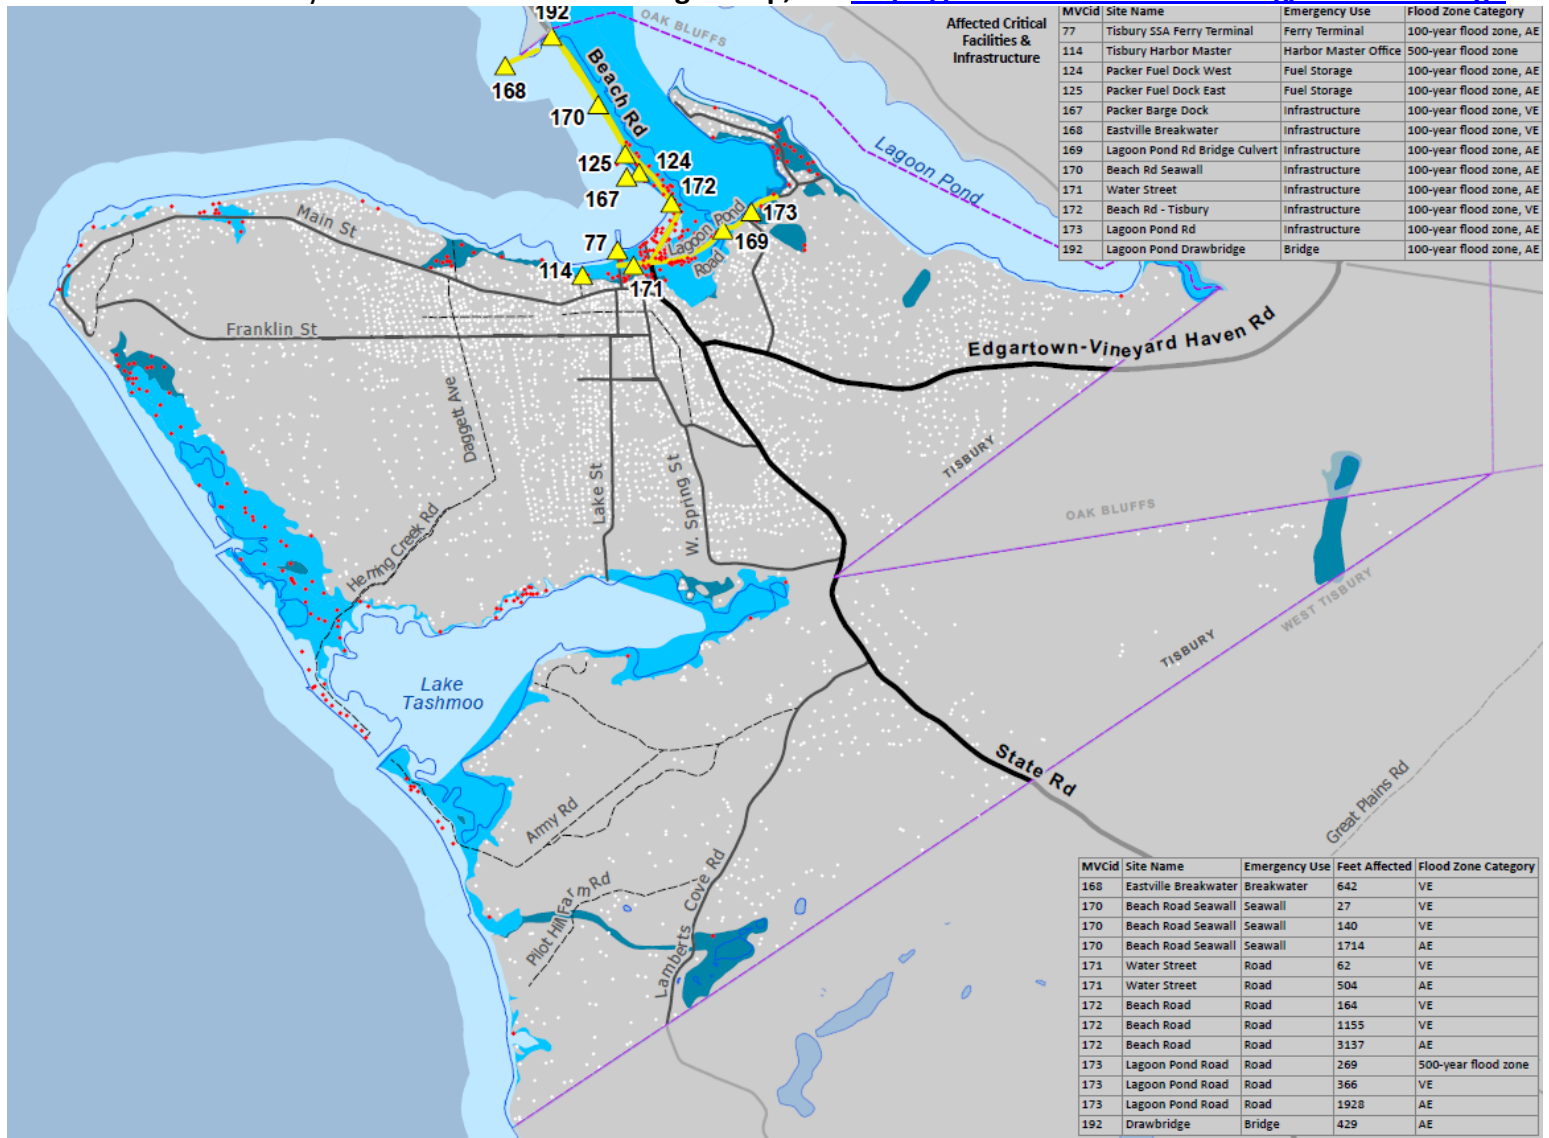 192
OAK BLUFFS
Affected Critical
Facilities &
Infrastructure
MVCid Site Name Emergency Use Flood Zone Category
77 Tisbury SSA Ferry Terminal Ferry Terminal 100-year flood zone, AE
114 Tisbury Harbor Master Harbor Master Office 500-year flood zone
124 Packer Fuel Dock West Fuel Storage 100-year flood zone, AE
125 Packer Fuel Dock East Fuel Storage 100-year flood zone, AE
167 Packer Barge Dock Infrastructure 100-year flood zone, VE
168 Eastville Breakwater Infrastructure 100-year flood zone, VE
169 Lagoon Pond Rd Bridge Culvert Infrastructure 100-year flood zone, AE
170 Beach Rd Seawall Infrastructure 100-year flood zone, AE
171 Water Street Infrastructure 100-year flood zone, AE
172 Beach Rd - Tisbury Infrastructure 100-year flood zone, VE
173 Lagoon Pond Rd Infrastructure 100-year flood zone, AE
192 Lagoon Pond Drawbridge Bridge 100-year flood zone, AE
168
Beach Rd
170
125
124
Lagoon Pond
167
172
173
Main St
77
Lagoon Pond
Road
169
114
171
Franklin St
Edgartown-Vineyard Haven Rd
Daggett Ave
TISBURY
Lake St
W. Spring St
OAK BLUFFS
Herring Creek Rd
WEST TISBURY
TISBURY
Lake
Tashmoo
State Rd
Great Plains Rd
Army Rd
Pilot Hill Farm Rd
Lamberts Cove Rd
MVCid Site Name Emergency Use Feet Affected Flood Zone Category
168 Eastville Breakwater Breakwater 642 VE
170 Beach Road Seawall Seawall 27 VE
170 Beach Road Seawall Seawall 140 VE
170 Beach Road Seawall Seawall 1714 AE
171 Water Street Road 62 VE
171 Water Street Road 504 AE
172 Beach Road Road 164 VE
172 Beach Road Road 1155 VE
172 Beach Road Road 3137 AE
173 Lagoon Pond Road Road 269 500-year flood zone
173 Lagoon Pond Road Road 366 VE
173 Lagoon Pond Road Road 1928 AE
192 Drawbridge Bridge 429 AE